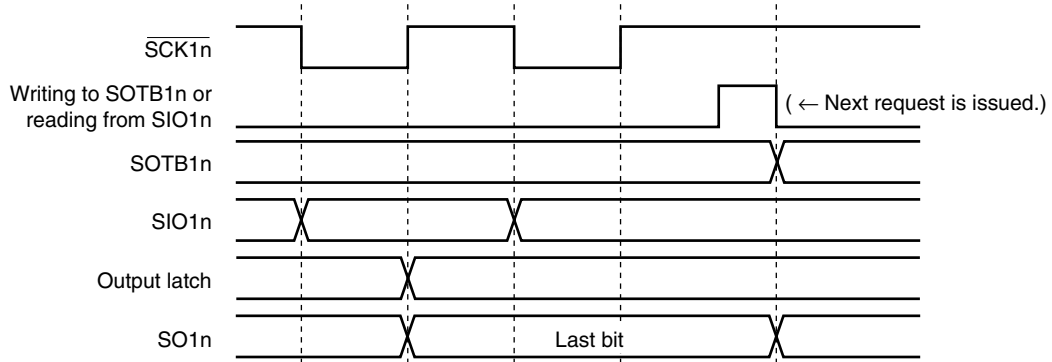 SCK1n
Writing to SOTB1n or
reading from SIO1n
( ← Next request is issued.)
SOTB1n
SIO1n
Output latch
SO1n
Last bit